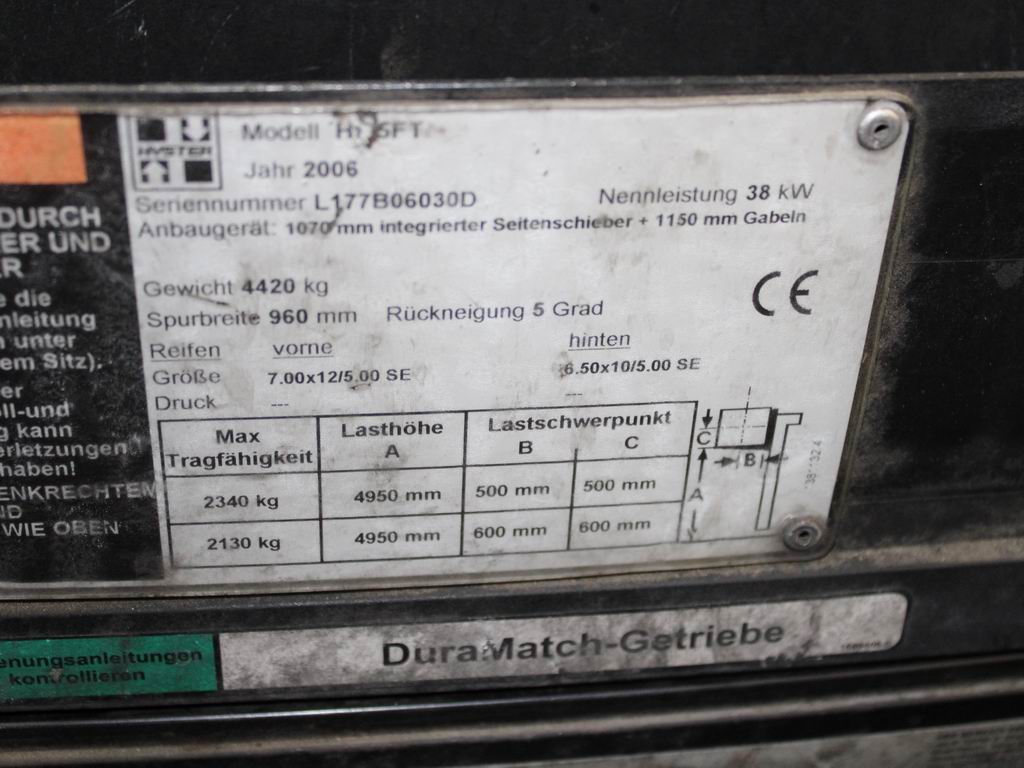 HYSTER
Modell
Jahr 2006
Seriennummer L177B06030D
Nennleistung 38 kW
Anbaugerät: 1070 mm integrierter Seitenschieber + 1150 mm Gabeln
Gewicht 4420 kg
Spurbreite 960 mm Rückneigung 5 Grad
Reifen vorne hinten
Größe 7.00x12/5.00 SE 6.50x10/5.00 SE
Druck --- ---
CE
Max Tragfähigkeit
Lasthöhe
A
Lastschwerpunkt
B C
2340 kg 4950 mm 500 mm 500 mm
2130 kg 4950 mm 600 mm 600 mm
C
B
A
DURCH
ER UND
ER
e die
nleitung
unter
em Sitz).
er
ll-und
g kann
erletzungen
haben!
ENKRECHTEM
ND
WIE OBEN
enungsanleitungen
kontrollieren
DuraMatch-Getriebe